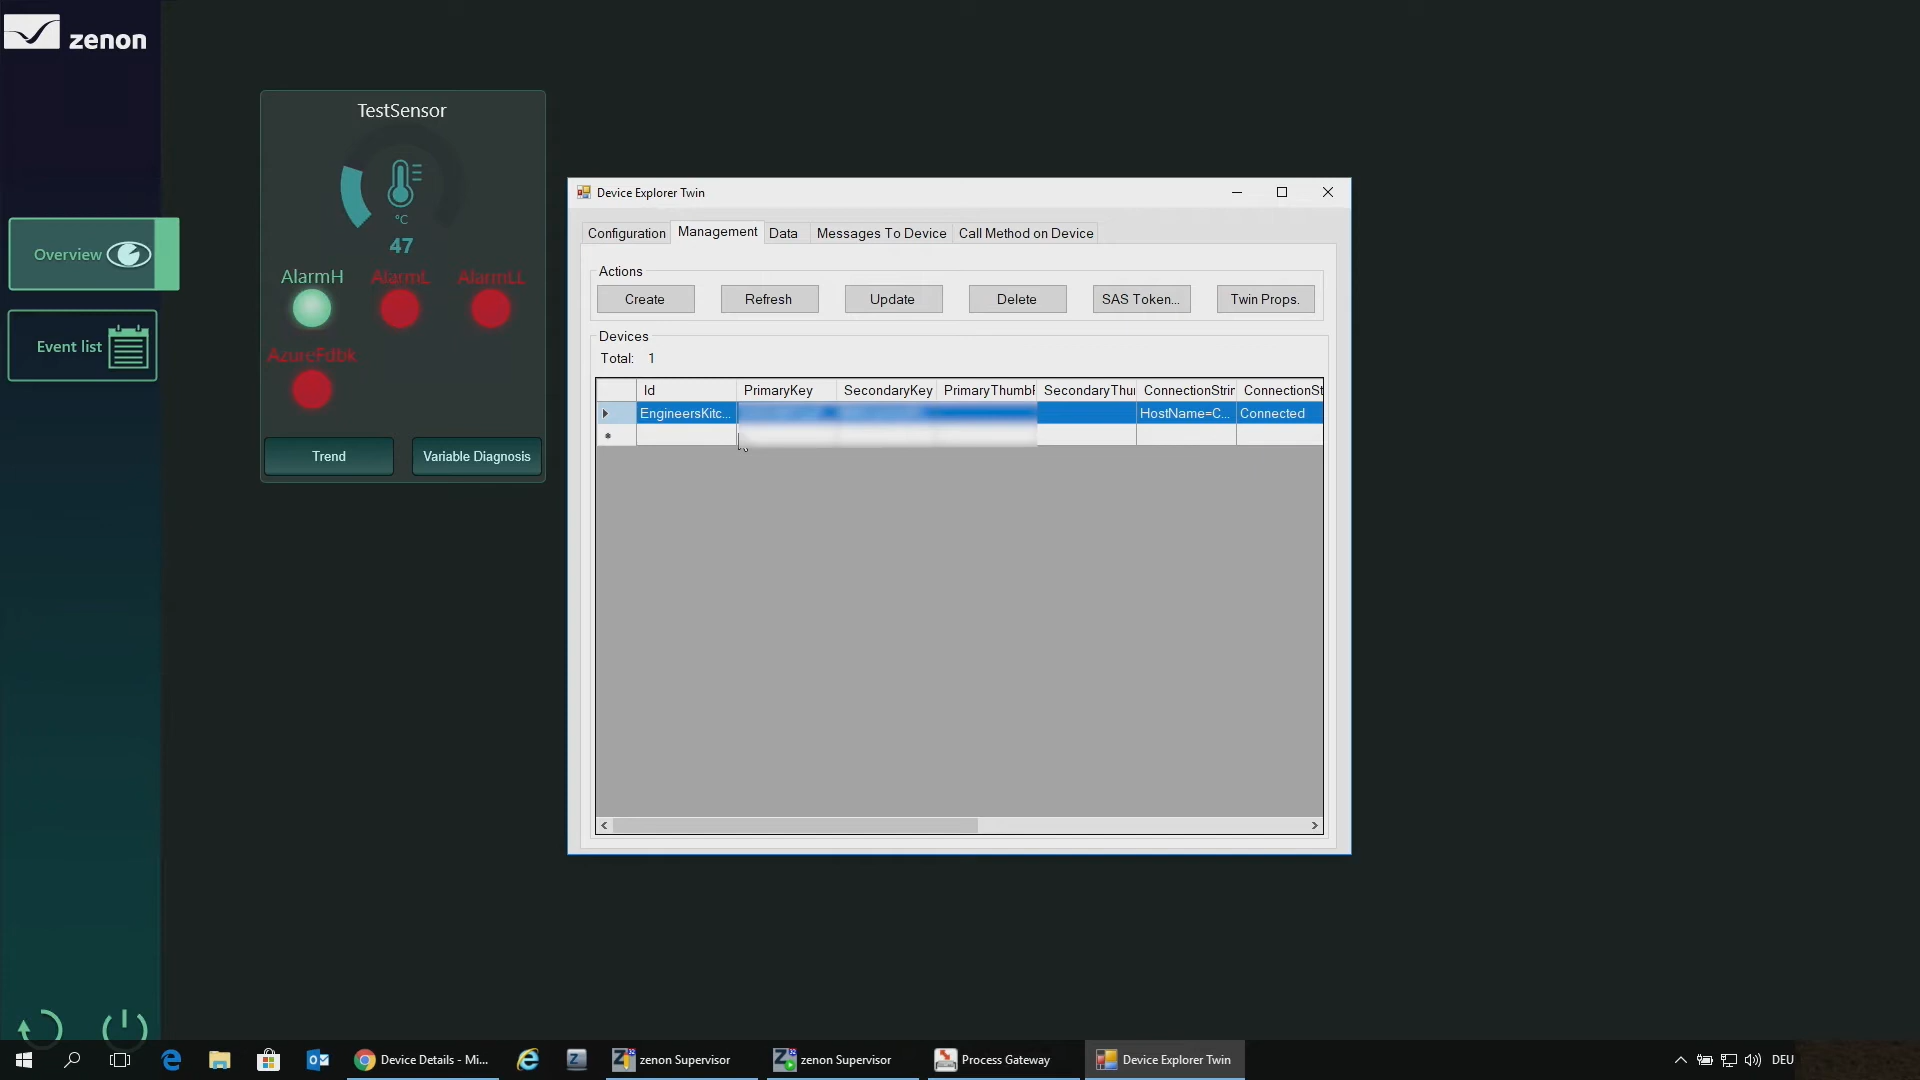 zenon
TestSensor
°C
47
AlarmH AlarmL AlarmLL
AzureFdbk
Trend Variable Diagnosis
Overview
Event list
Device Explorer Twin
Configuration Management Data Messages To Device Call Method on Device
Actions
Create Refresh Update Delete SAS Token... Twin Props.
Devices
Total: 1
Id PrimaryKey SecondaryKey PrimaryThumb SecondaryThu ConnectionStrin ConnectionSt
EngineersKitc... HostName=C... Connected
Device Details - Mi... zenon Supervisor zenon Supervisor Process Gateway Device Explorer Twin DEU